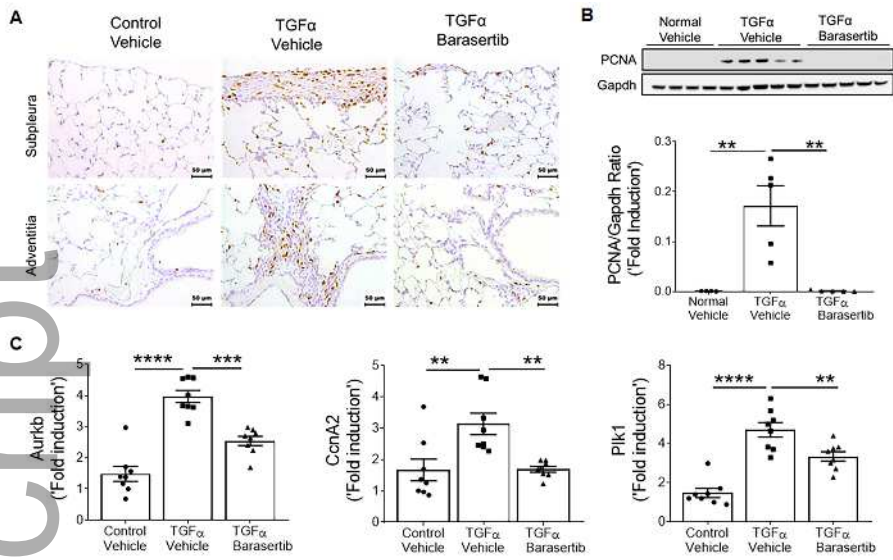 A
Control
Vehicle
TGFα
Vehicle
TGFα
Barasertib
Subpleura
50 µm
50 µm
50 µm
Adventitia
50 µm
50 µm
50 µm
B
Normal
Vehicle
TGFα
Vehicle
TGFα
Barasertib
PCNA
Gapdh
PCNA/Gapdh Ratio
('Fold Induction')
0.3
0.2
0.1
0.0
**
**
Normal
Vehicle
TGFα
Vehicle
TGFα
Barasertib
C
Aurkb
('Fold induction')
5
4
3
2
1
0
****
***
Control
Vehicle
TGFα
Vehicle
TGFα
Barasertib
CcnA2
('Fold induction')
5
4
3
2
1
0
**
**
Control
Vehicle
TGFα
Vehicle
TGFα
Barasertib
Plk1
('Fold induction')
8
6
4
2
0
****
**
Control
Vehicle
TGFα
Vehicle
TGFα
Barasertib